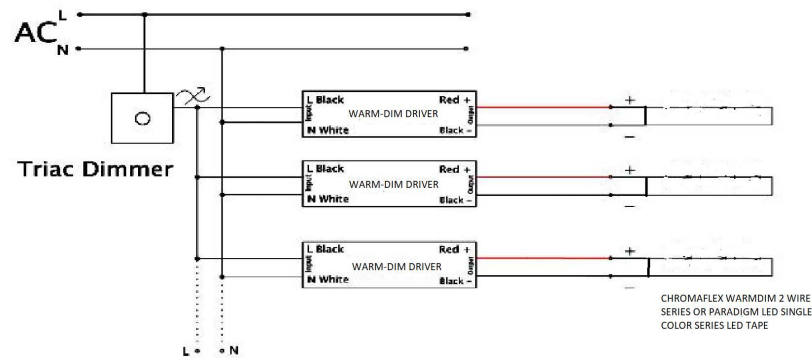 L
AC
N
Triac Dimmer
L Black
Red +
Input
WARM-DIM DRIVER
Output
N White
Black –
+
–
L Black
Red +
Input
WARM-DIM DRIVER
Output
N White
Black –
+
–
L Black
Red +
Input
WARM-DIM DRIVER
Output
N White
Black –
+
–
CHROMAFLEX WARMDIM 2 WIRE
SERIES OR PARADIGM LED SINGLE
COLOR SERIES LED TAPE
L
N